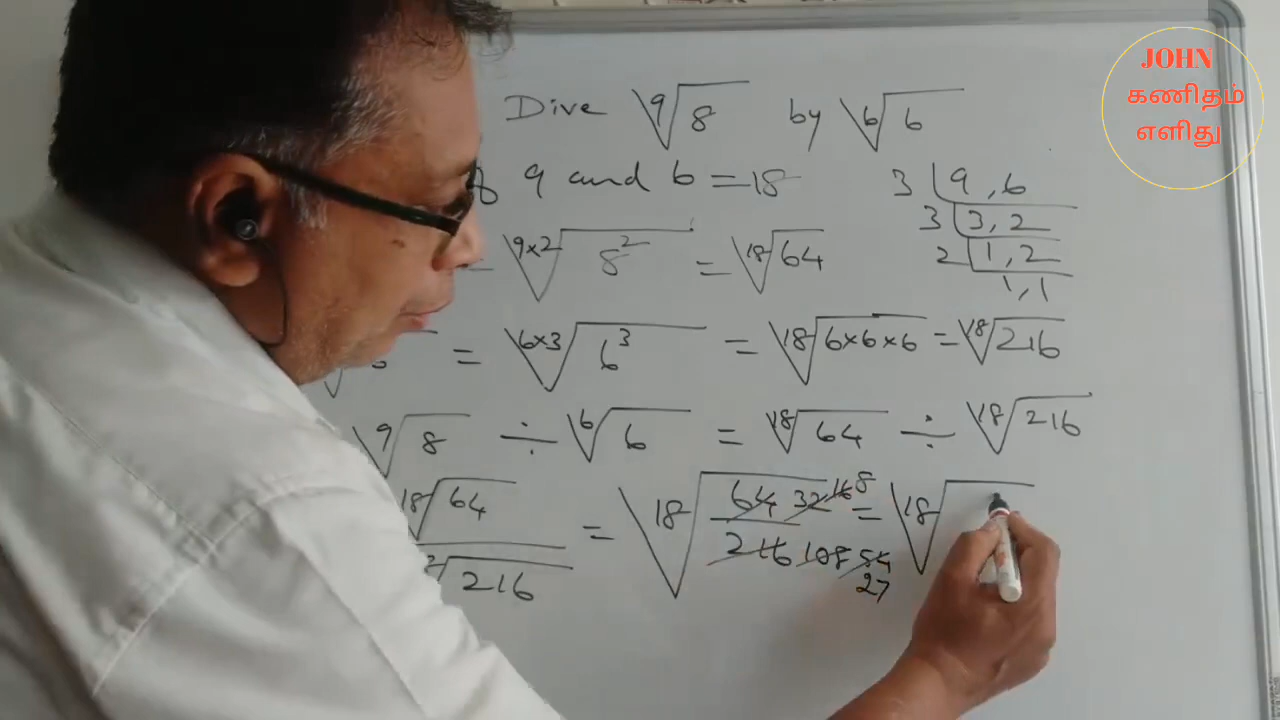 JOHN
கணிதம்
எளிது
Dive ⁹√8 by ⁶√6
of 9 and 6 = 18
3 | 9, 6
3 | 3, 2
2 | 1, 2
1, 1
= ⁹ˣ²√8² = ¹⁸√64
= ⁶ˣ³√6³ = ¹⁸√6×6×6 = ¹⁸√216
⁹√8 ÷ ⁶√6 = ¹⁸√64 ÷ ¹⁸√216
¹⁸√64 = ¹⁸√ 64 32 16 8 = ¹⁸√
√216 216 108 54
27